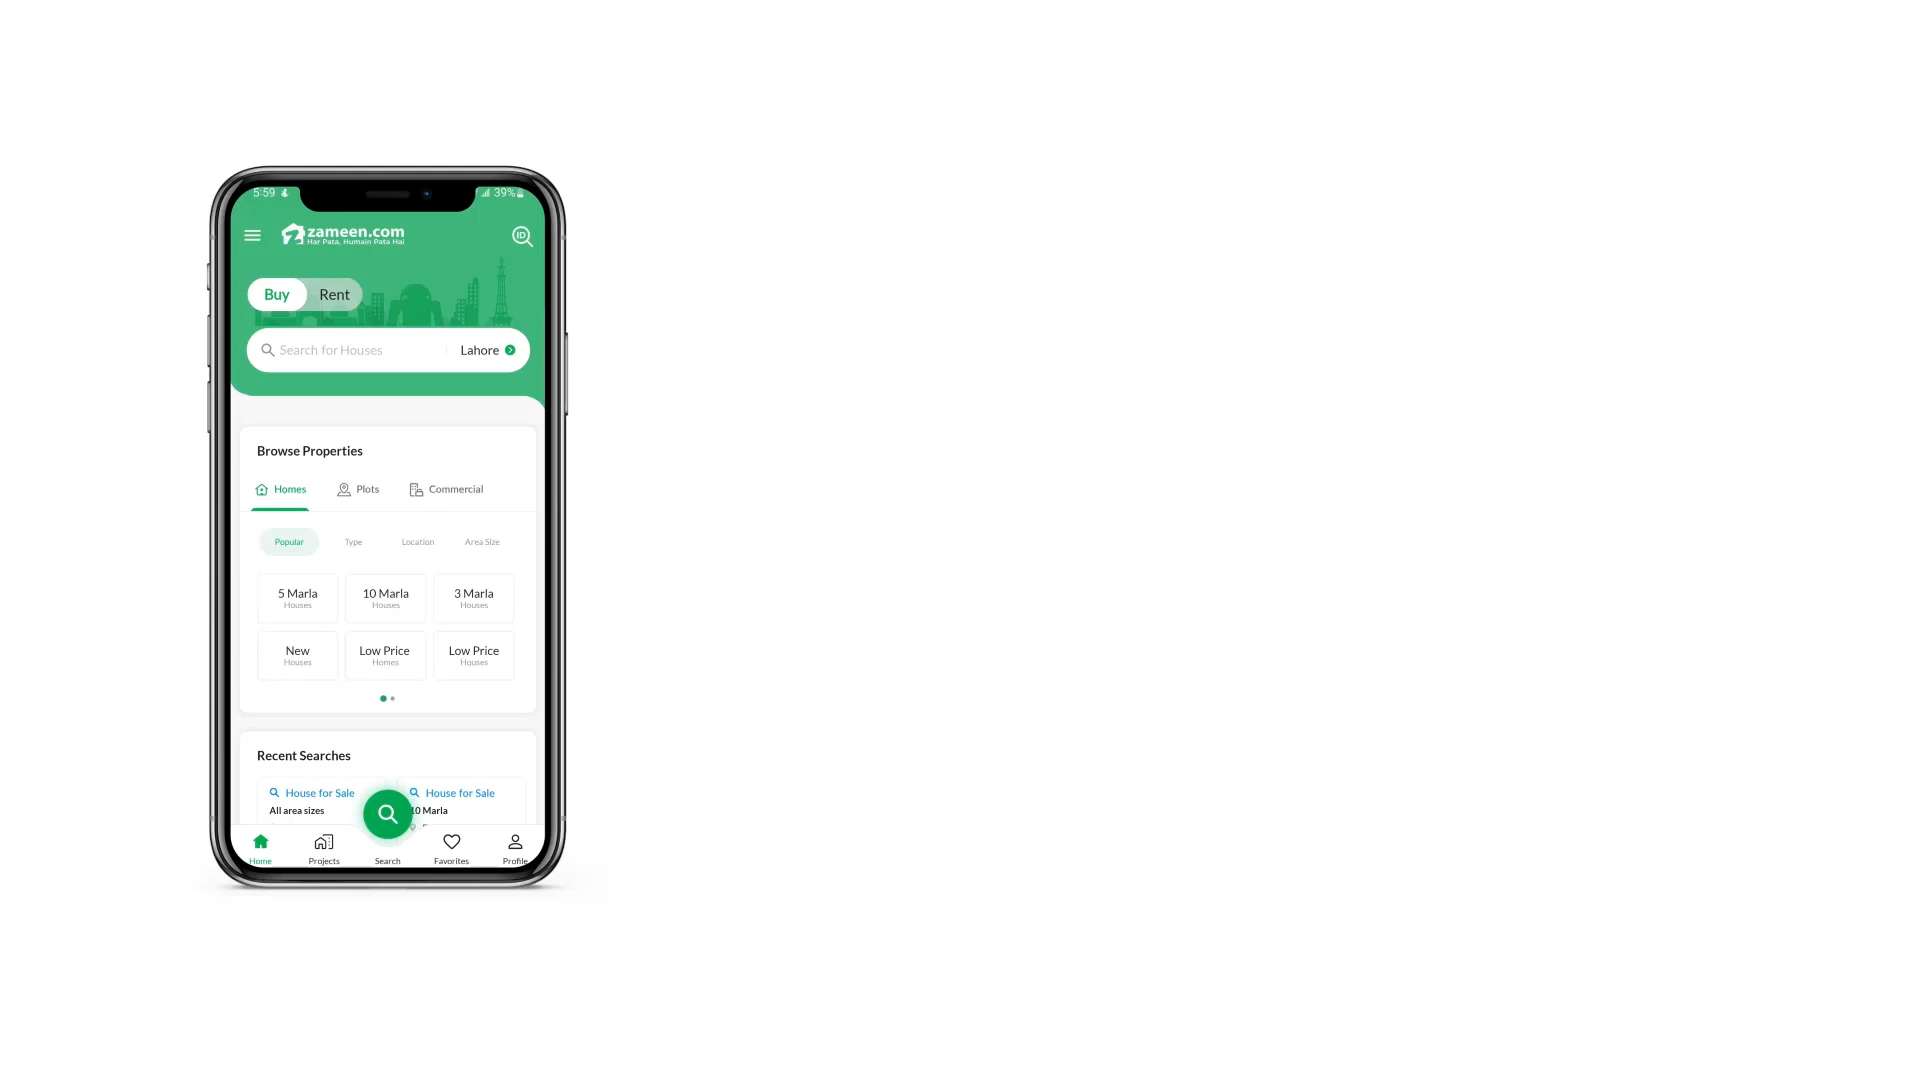 5:59
39%
zameen.com
Har Pata, Humain Pata Hai
ID
Buy Rent
Search for Houses Lahore
Browse Properties
Homes Plots Commercial
Popular Type Location Area Size
5 Marla 10 Marla 3 Marla
Houses Houses Houses
New Low Price Low Price
Houses Homes Houses
Recent Searches
House for Sale House for Sale
All area sizes 10 Marla
Home Projects Search Favorites Profile